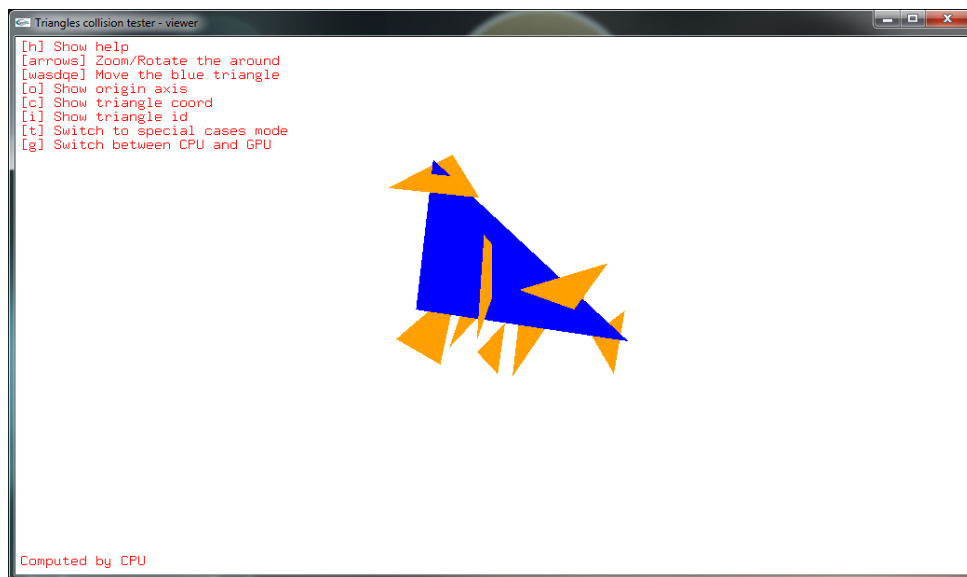 Triangles collision tester - viewer
[h] Show help
[arrows] Zoom/Rotate the around
[wasdqe] Move the blue triangle
[o] Show origin axis
[c] Show triangle coord
[i] Show triangle id
[t] Switch to special cases mode
[g] Switch between CPU and GPU
Computed by CPU